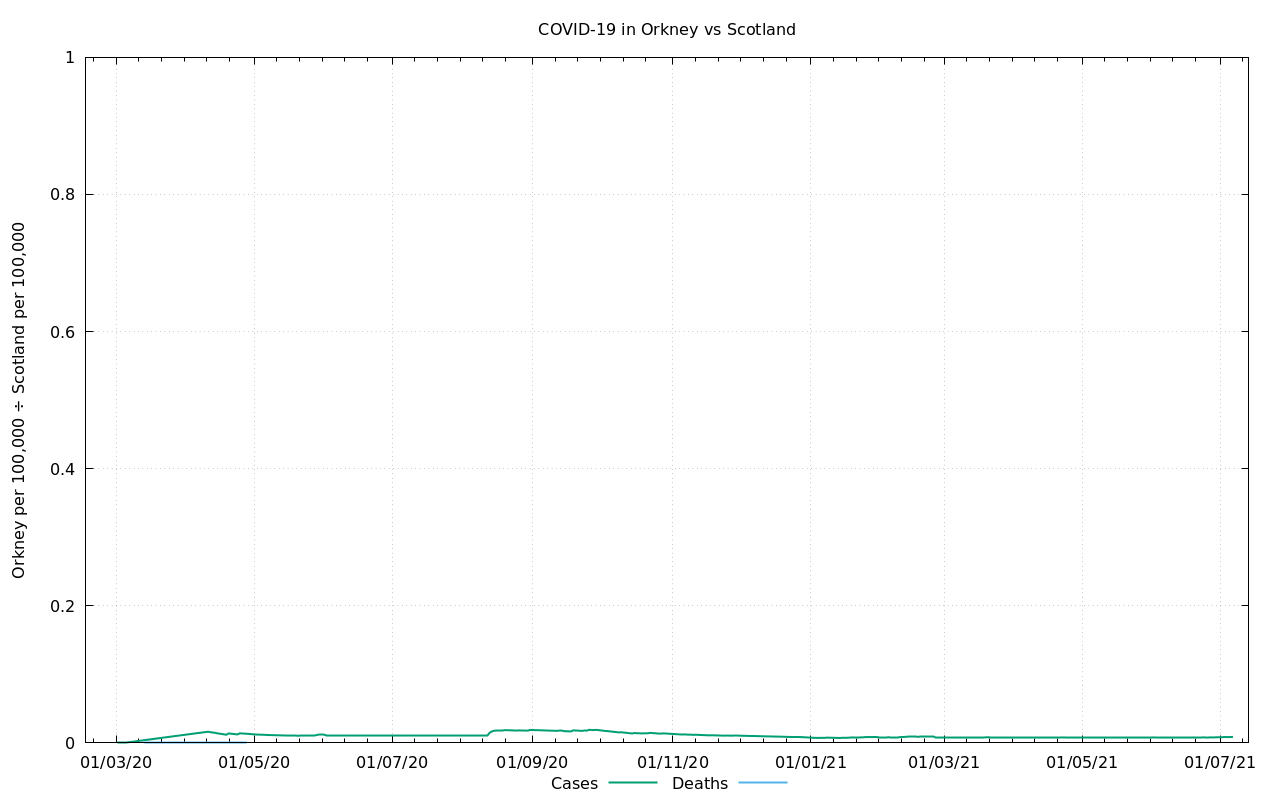 COVID-19 in Orkney vs Scotland
Orkney per 100,000 ÷ Scotland per 100,000
1
0.8
0.6
0.4
0.2
0
01/03/20 01/05/20 01/07/20 01/09/20 01/11/20 01/01/21 01/03/21 01/05/21 01/07/21
Cases Deaths